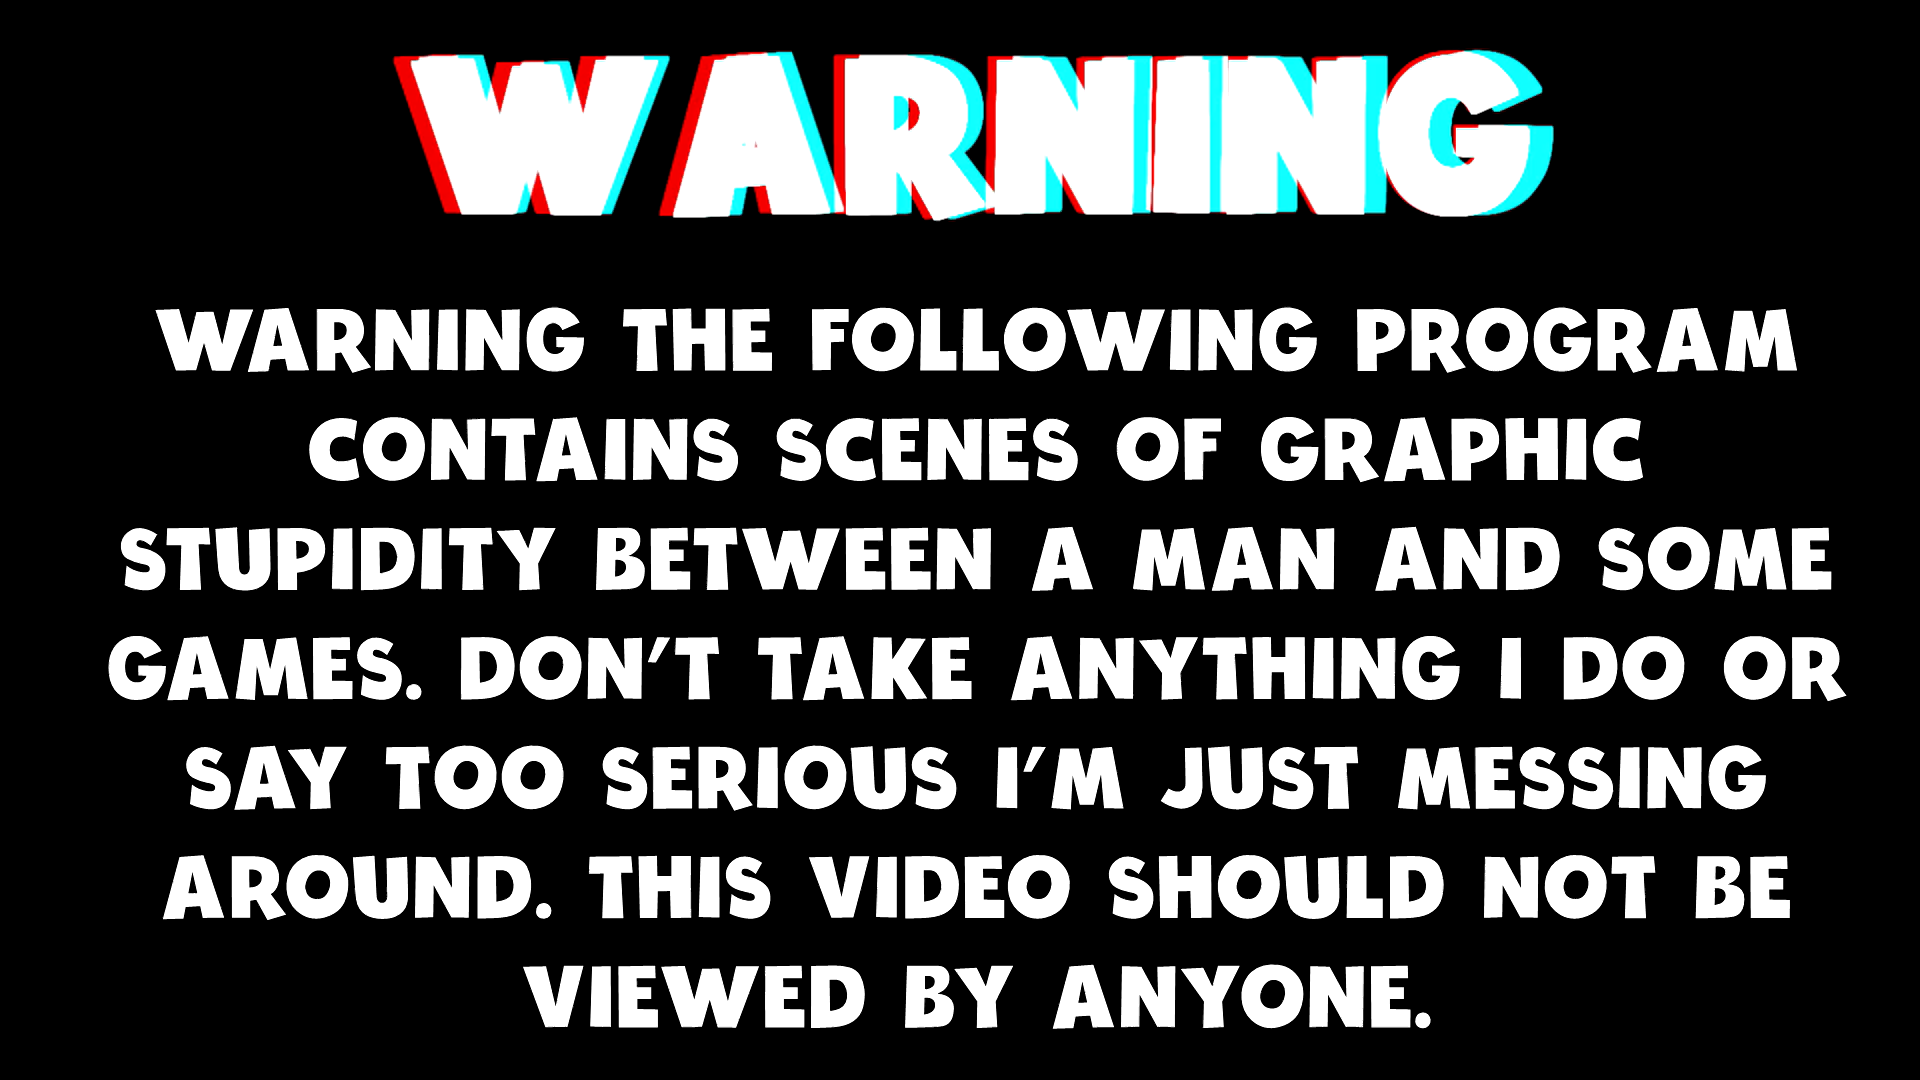 WARNING
WARNING THE FOLLOWING PROGRAM
CONTAINS SCENES OF GRAPHIC
STUPIDITY BETWEEN A MAN AND SOME
GAMES. DON'T TAKE ANYTHING I DO OR
SAY TOO SERIOUS I'M JUST MESSING
AROUND. THIS VIDEO SHOULD NOT BE
VIEWED BY ANYONE.